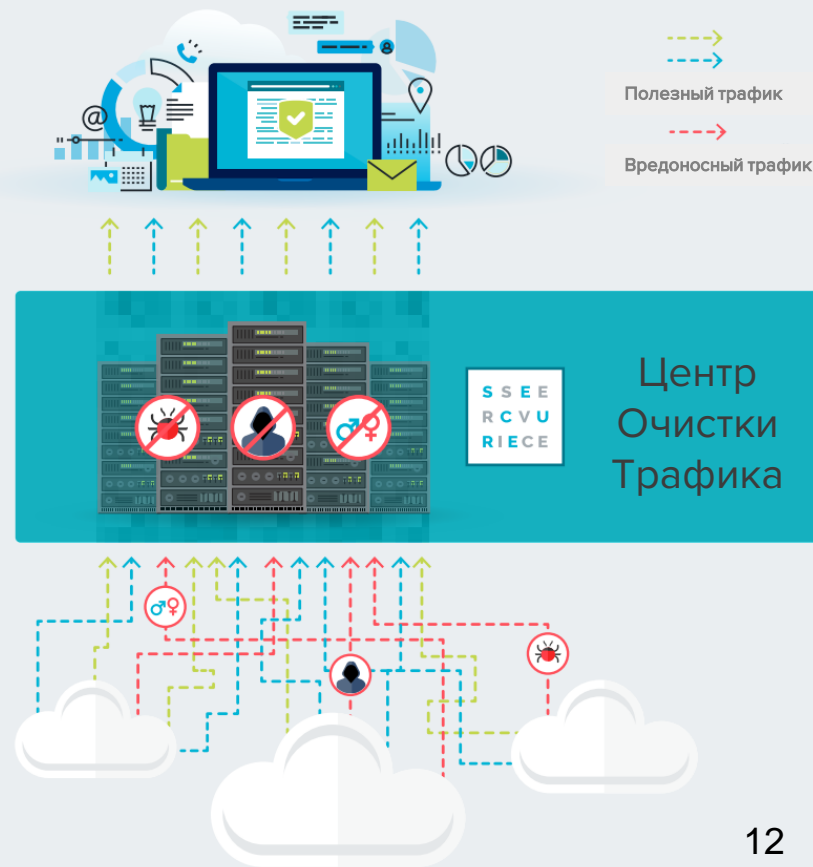 @
Полезный трафик
Вредоносный трафик
SSEE
RCVU
RIECE
Центр
Очистки
Трафика
12